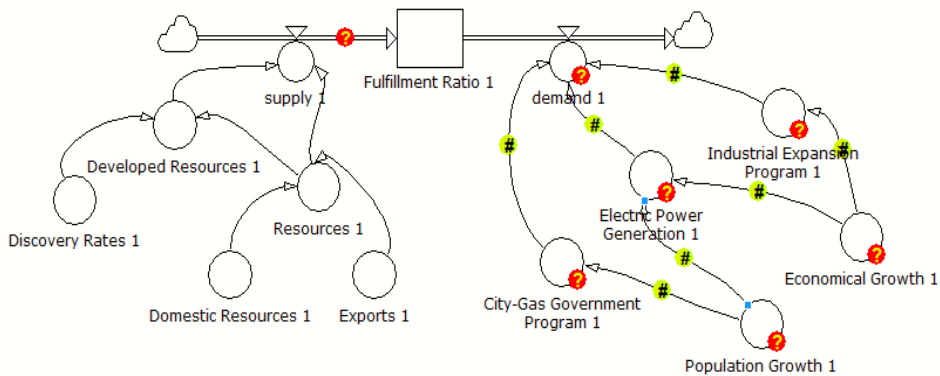 ?
Fulfillment Ratio 1
supply 1
demand 1
?
#
#
#
#
Developed Resources 1
Industrial Expansion
Program 1
?
Discovery Rates 1
Resources 1
Electric Power
Generation 1
?
#
Domestic Resources 1
Exports 1
City-Gas Government
Program 1
?
#
#
Economical Growth 1
?
Population Growth 1
?